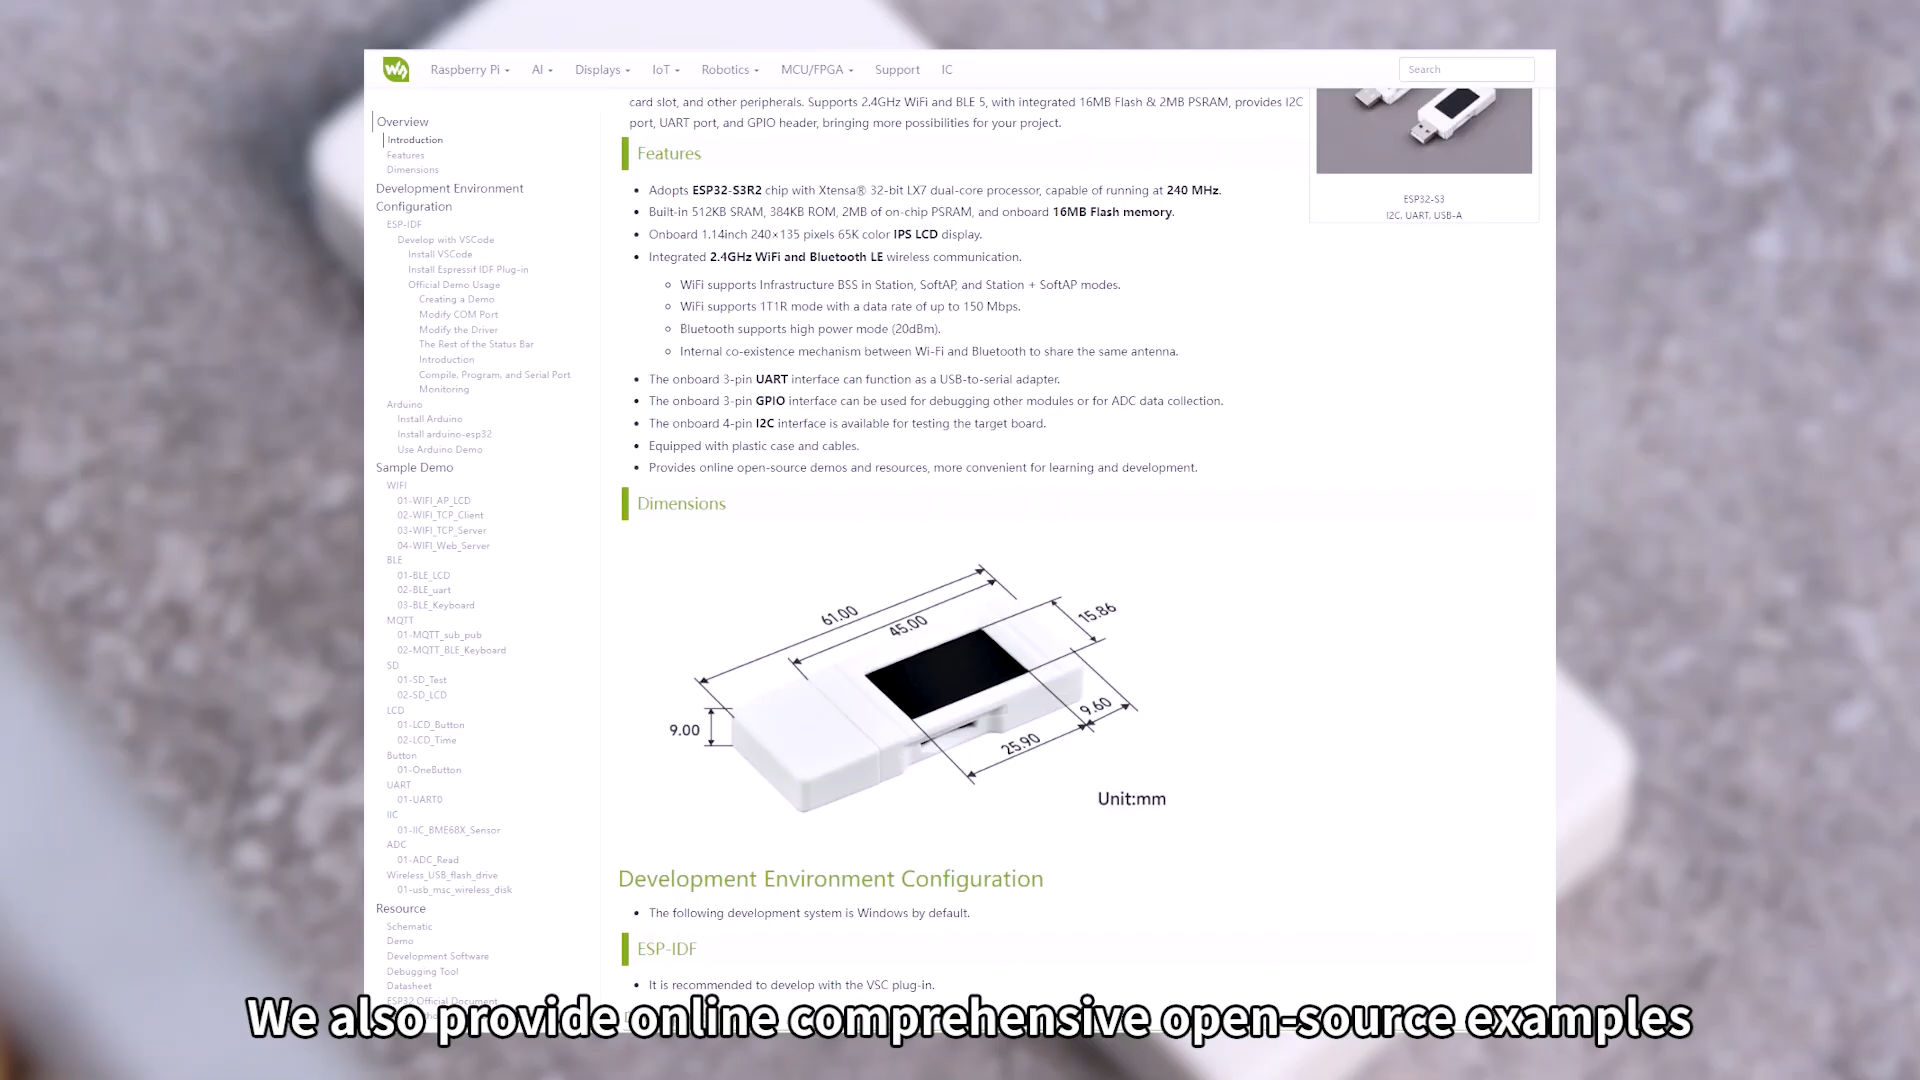 Raspberry Pi
AI
Displays
IoT
Robotics
MCU/FPGA
Support
IC
Search
Overview
Introduction
Features
Dimensions
Development Environment
Configuration
ESP-IDF
Develop with VSCode
Install VSCode
Install Espressif IDF Plug-in
Official Demo Usage
Creating a Demo
Modify COM Port
Modify the Driver
The Rest of the Status Bar
Introduction
Compile, Program, and Serial Port
Monitoring
Arduino
Install Arduino
Install arduino-esp32
Use Arduino Demo
Sample Demo
WIFI
01-WIFI_AP_LCD
02-WIFI_TCP_Client
03-WIFI_TCP_Server
04-WIFI_Web_Server
BLE
01-BLE_LCD
02-BLE_uart
03-BLE_Keyboard
MQTT
01-MQTT_sub_pub
02-MQTT_BLE_Keyboard
SD
01-SD_Test
02-SD_LCD
LCD
01-LCD_Button
02-LCD_Time
Button
01-OneButton
UART
01-UART0
IIC
01-IIC_BME68X_Sensor
ADC
01-ADC_Read
Wireless_USB_flash_drive
01-usb_msc_wireless_disk
Resource
Schematic
Demo
Development Software
Debugging Tool
Datasheet
ESP32 Official Document
card slot, and other peripherals. Supports 2.4GHz WiFi and BLE 5, with integrated 16MB Flash & 2MB PSRAM, provides I2C
port, UART port, and GPIO header, bringing more possibilities for your project.
Features
Adopts ESP32-S3R2 chip with Xtensa® 32-bit LX7 dual-core processor, capable of running at 240 MHz.
Built-in 512KB SRAM, 384KB ROM, 2MB of on-chip PSRAM, and onboard 16MB Flash memory.
Onboard 1.14inch 240×135 pixels 65K color IPS LCD display.
Integrated 2.4GHz WiFi and Bluetooth LE wireless communication.
WiFi supports Infrastructure BSS in Station, SoftAP, and Station + SoftAP modes.
WiFi supports 1T1R mode with a data rate of up to 150 Mbps.
Bluetooth supports high power mode (20dBm).
Internal co-existence mechanism between Wi-Fi and Bluetooth to share the same antenna.
The onboard 3-pin UART interface can function as a USB-to-serial adapter.
The onboard 3-pin GPIO interface can be used for debugging other modules or for ADC data collection.
The onboard 4-pin I2C interface is available for testing the target board.
Equipped with plastic case and cables.
Provides online open-source demos and resources, more convenient for learning and development.
ESP32-S3
I2C, UART, USB-A
Dimensions
61.00
45.00
15.86
9.00
9.60
25.90
Unit:mm
Development Environment Configuration
The following development system is Windows by default.
ESP-IDF
It is recommended to develop with the VSC plug-in.
We also provide online comprehensive open-source examples